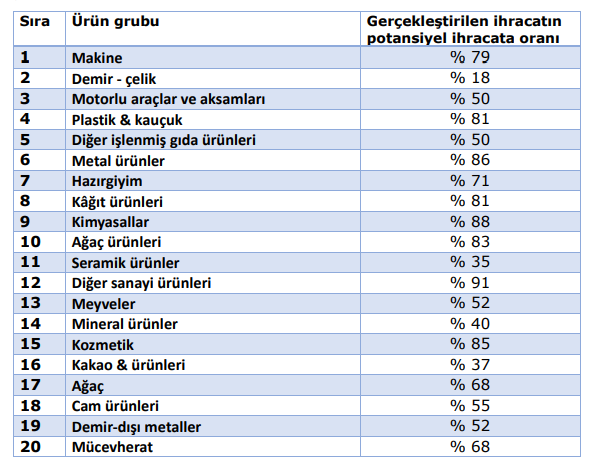 Sıra Ürün grubu Gerçekleştirilen ihracatın
potansiyel ihracata oranı
1 Makine % 79
2 Demir - çelik % 18
3 Motorlu araçlar ve aksamları % 50
4 Plastik & kauçuk % 81
5 Diğer işlenmiş gıda ürünleri % 50
6 Metal ürünler % 86
7 Hazırgiyim % 71
8 Kâğıt ürünleri % 81
9 Kimyasallar % 88
10 Ağaç ürünleri % 83
11 Seramik ürünler % 35
12 Diğer sanayi ürünleri % 91
13 Meyveler % 52
14 Mineral ürünler % 40
15 Kozmetik % 85
16 Kakao & ürünleri % 37
17 Ağaç % 68
18 Cam ürünleri % 55
19 Demir-dışı metaller % 52
20 Mücevherat % 68